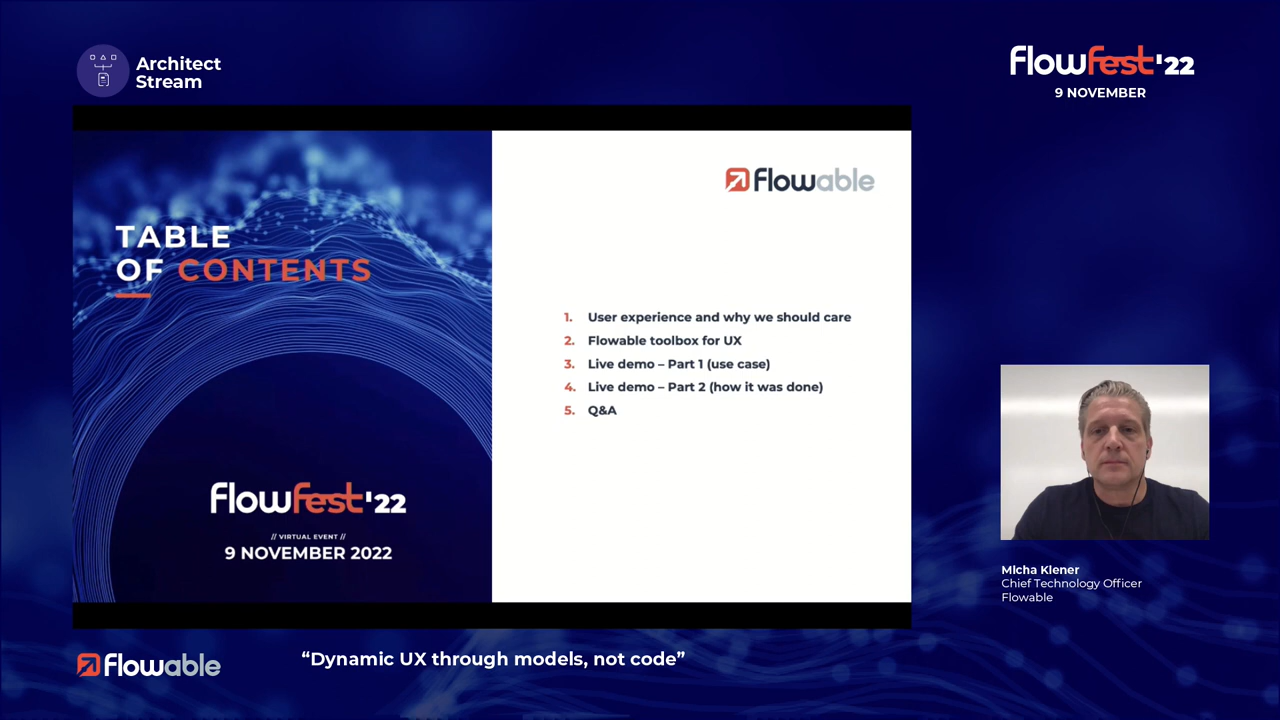 Architect
Stream
flowfest'22
9 NOVEMBER
flowable
TABLE
OF CONTENTS
1. User experience and why we should care
2. Flowable toolbox for UX
3. Live demo – Part 1 (use case)
4. Live demo – Part 2 (how it was done)
5. Q&A
flowfest'22
// VIRTUAL EVENT //
9 NOVEMBER 2022
Micha Kiener
Chief Technology Officer
Flowable
flowable
“Dynamic UX through models, not code”